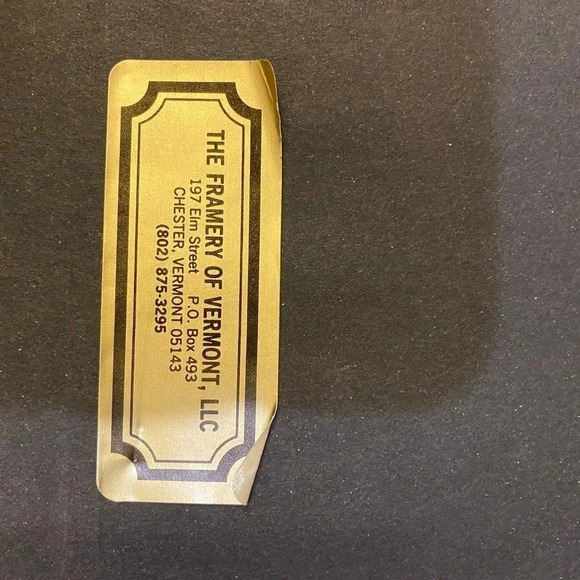 THE FRAMERY OF VERMONT, LLC
197 Elm Street P.O. Box 493
CHESTER, VERMONT 05143
(802) 875-3295